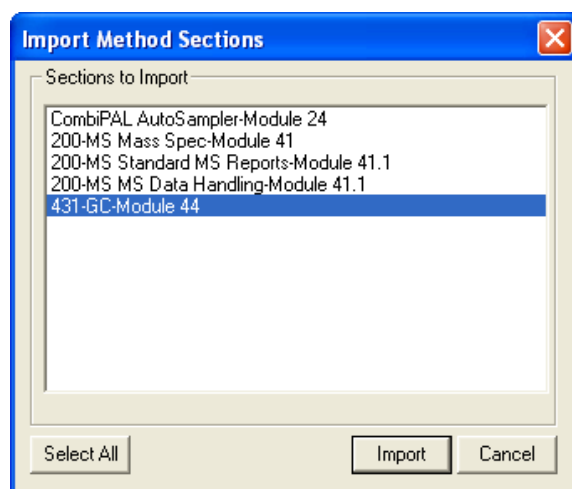 Import Method Sections
Sections to Import
CombiPAL AutoSampler-Module 24
200-MS Mass Spec-Module 41
200-MS Standard MS Reports-Module 41.1
200-MS MS Data Handling-Module 41.1
431-GC-Module 44
Select All Import Cancel